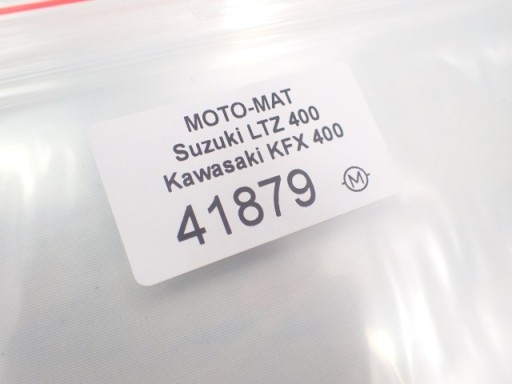 MOTO-MAT
Suzuki LTZ 400
Kawasaki KFX 400
41879 M